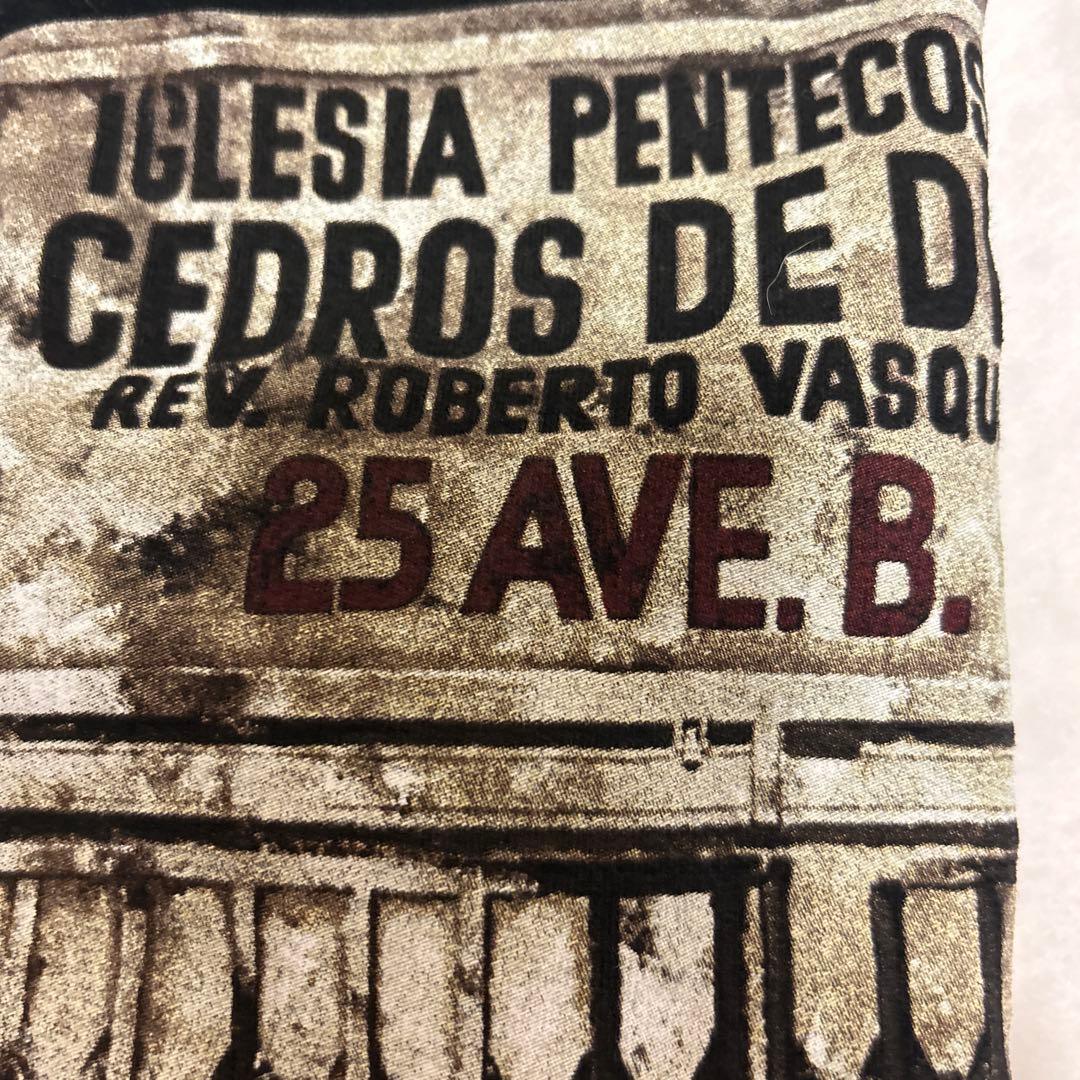 IGLESIA PENTECOS
CEDROS DE D
REV. ROBERTO VASQU
25 AVE. B.